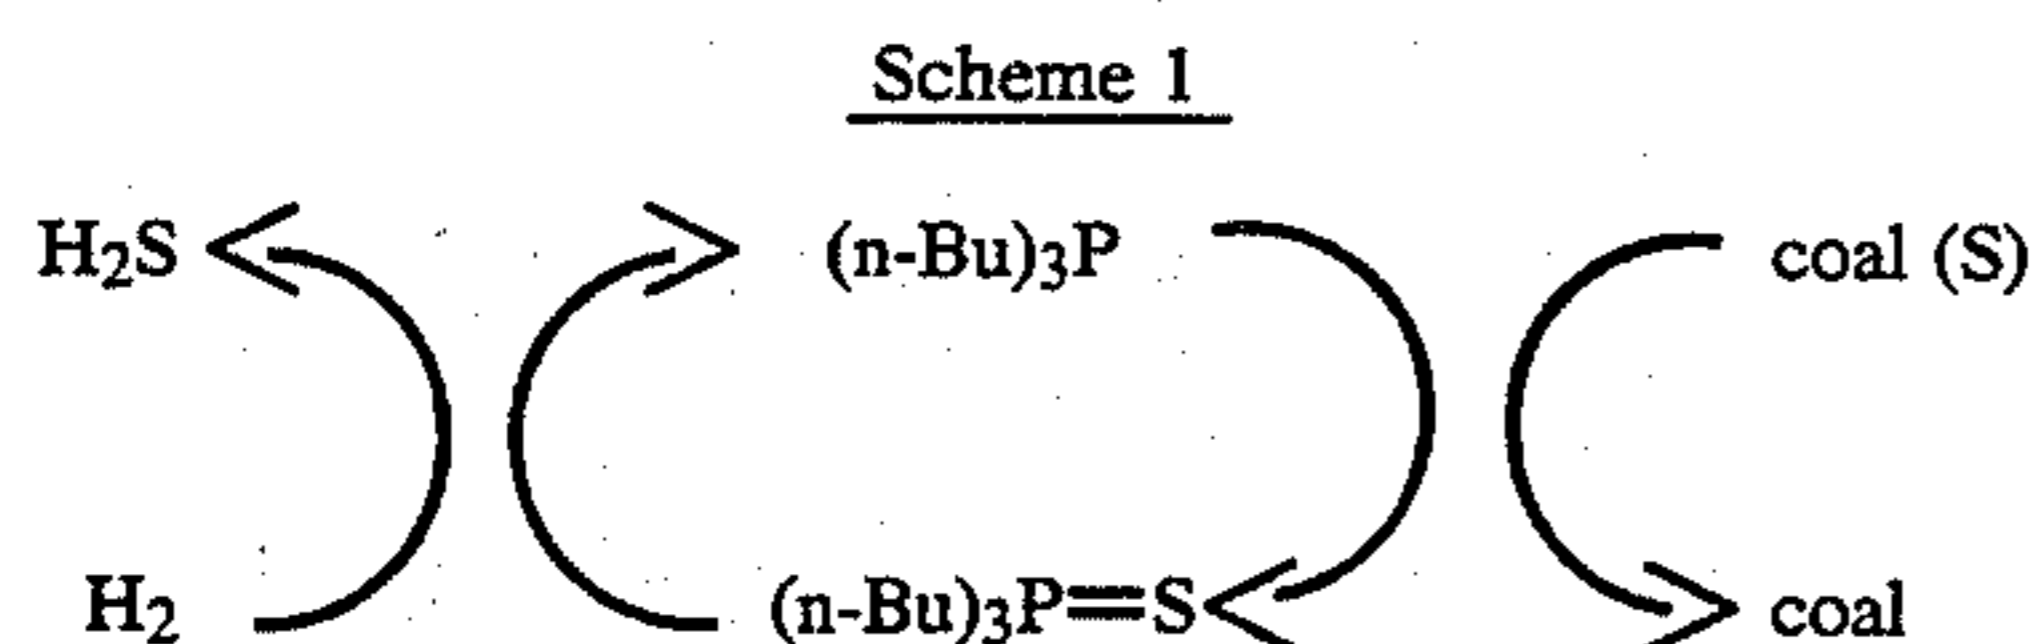 Scheme 1
H2S (n-Bu)3P coal (S)
H2 (n-Bu)3P=S coal